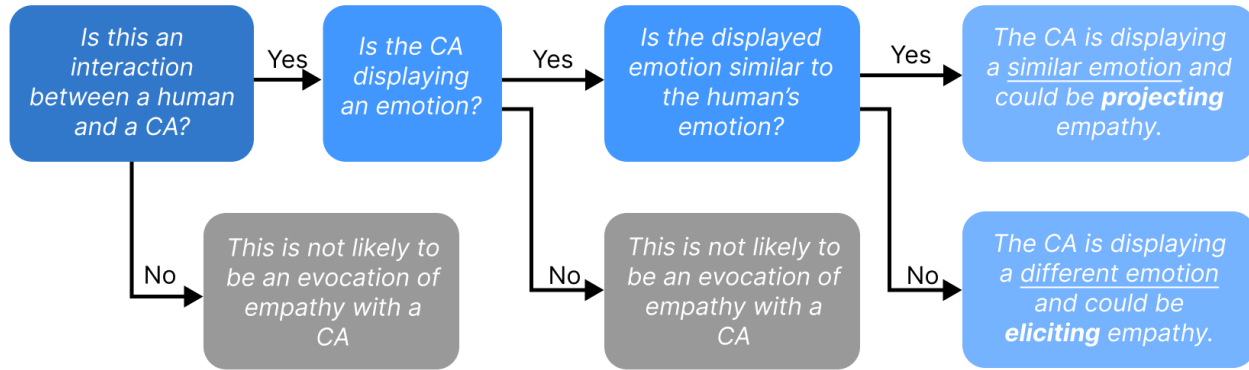 Is this an
interaction
between a human
and a CA?
Yes
Is the CA
displaying
an emotion?
Yes
Is the displayed
emotion similar to
the human's
emotion?
Yes
The CA is displaying
a similar emotion and
could be projecting
empathy.
No
This is not likely to
be an evocation of
empathy with a
CA
No
This is not likely to
be an evocation of
empathy with a
CA
No
The CA is displaying
a different emotion
and could be
eliciting empathy.